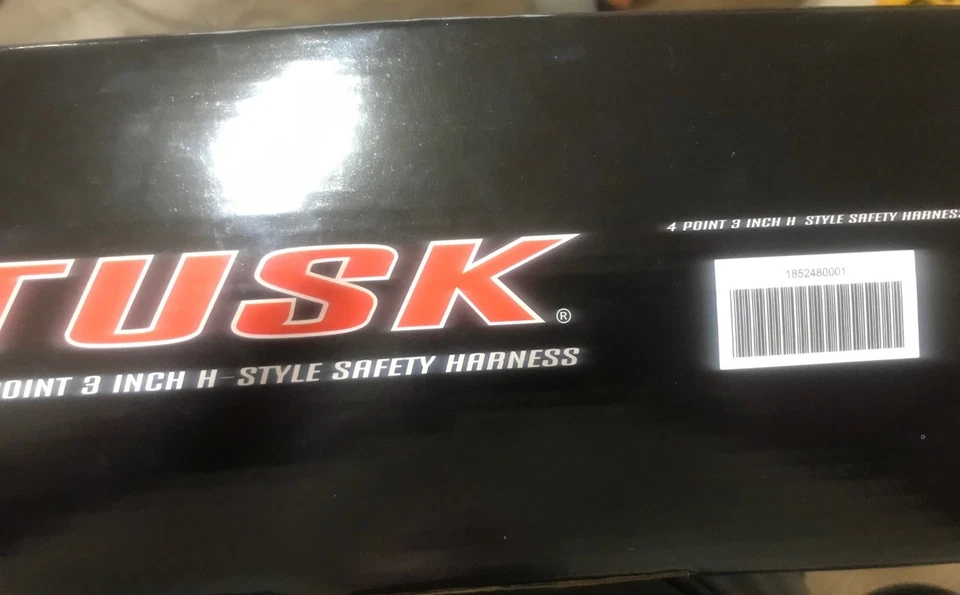 TUSK®
POINT 3 INCH H-STYLE SAFETY HARNESS
4 POINT 3 INCH H STYLE SAFETY HARNESS
1852480001